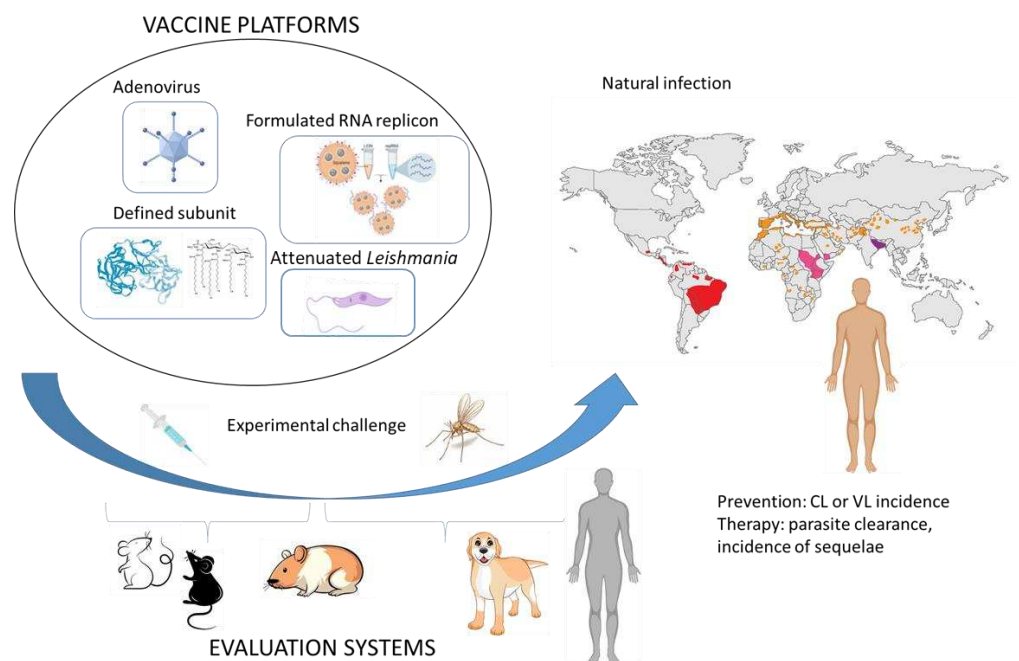 VACCINE PLATFORMS
Adenovirus
Formulated RNA replicon
Defined subunit
Attenuated Leishmania
Natural infection
Experimental challenge
Prevention: CL or VL incidence
Therapy: parasite clearance,
incidence of sequelae
EVALUATION SYSTEMS